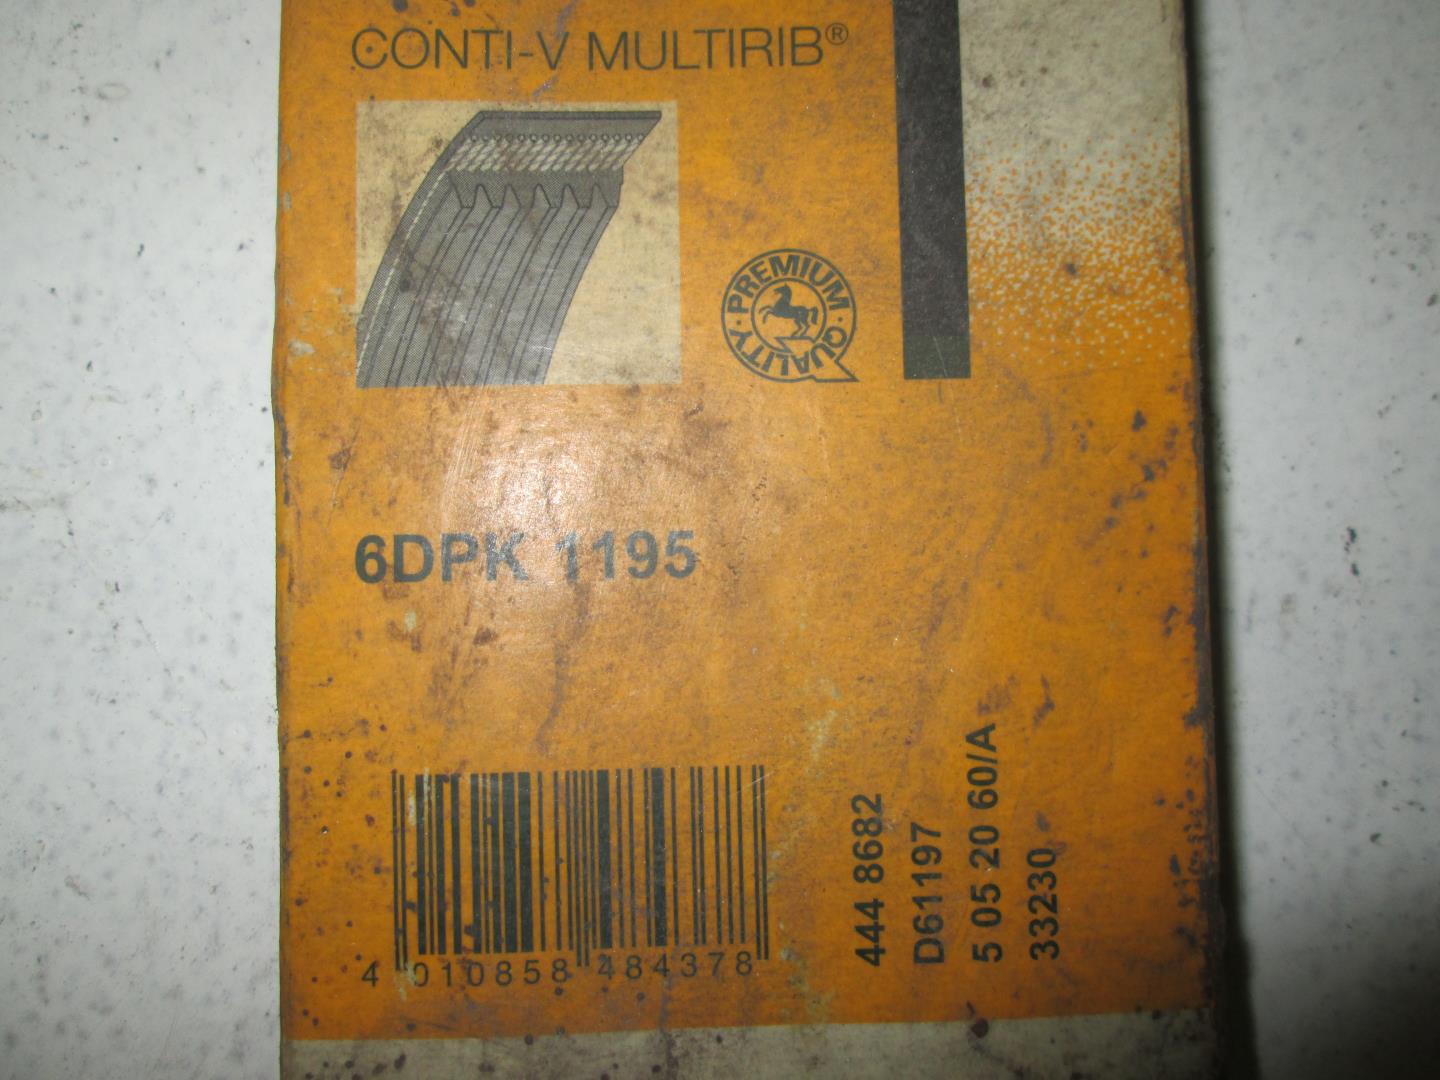 CONTI-V MULTIRIB®
PREMIUM · QUALITY ·
6DPK 1195
4 010858 484378
444 8682
D61197
5 05 20 60/A
33230